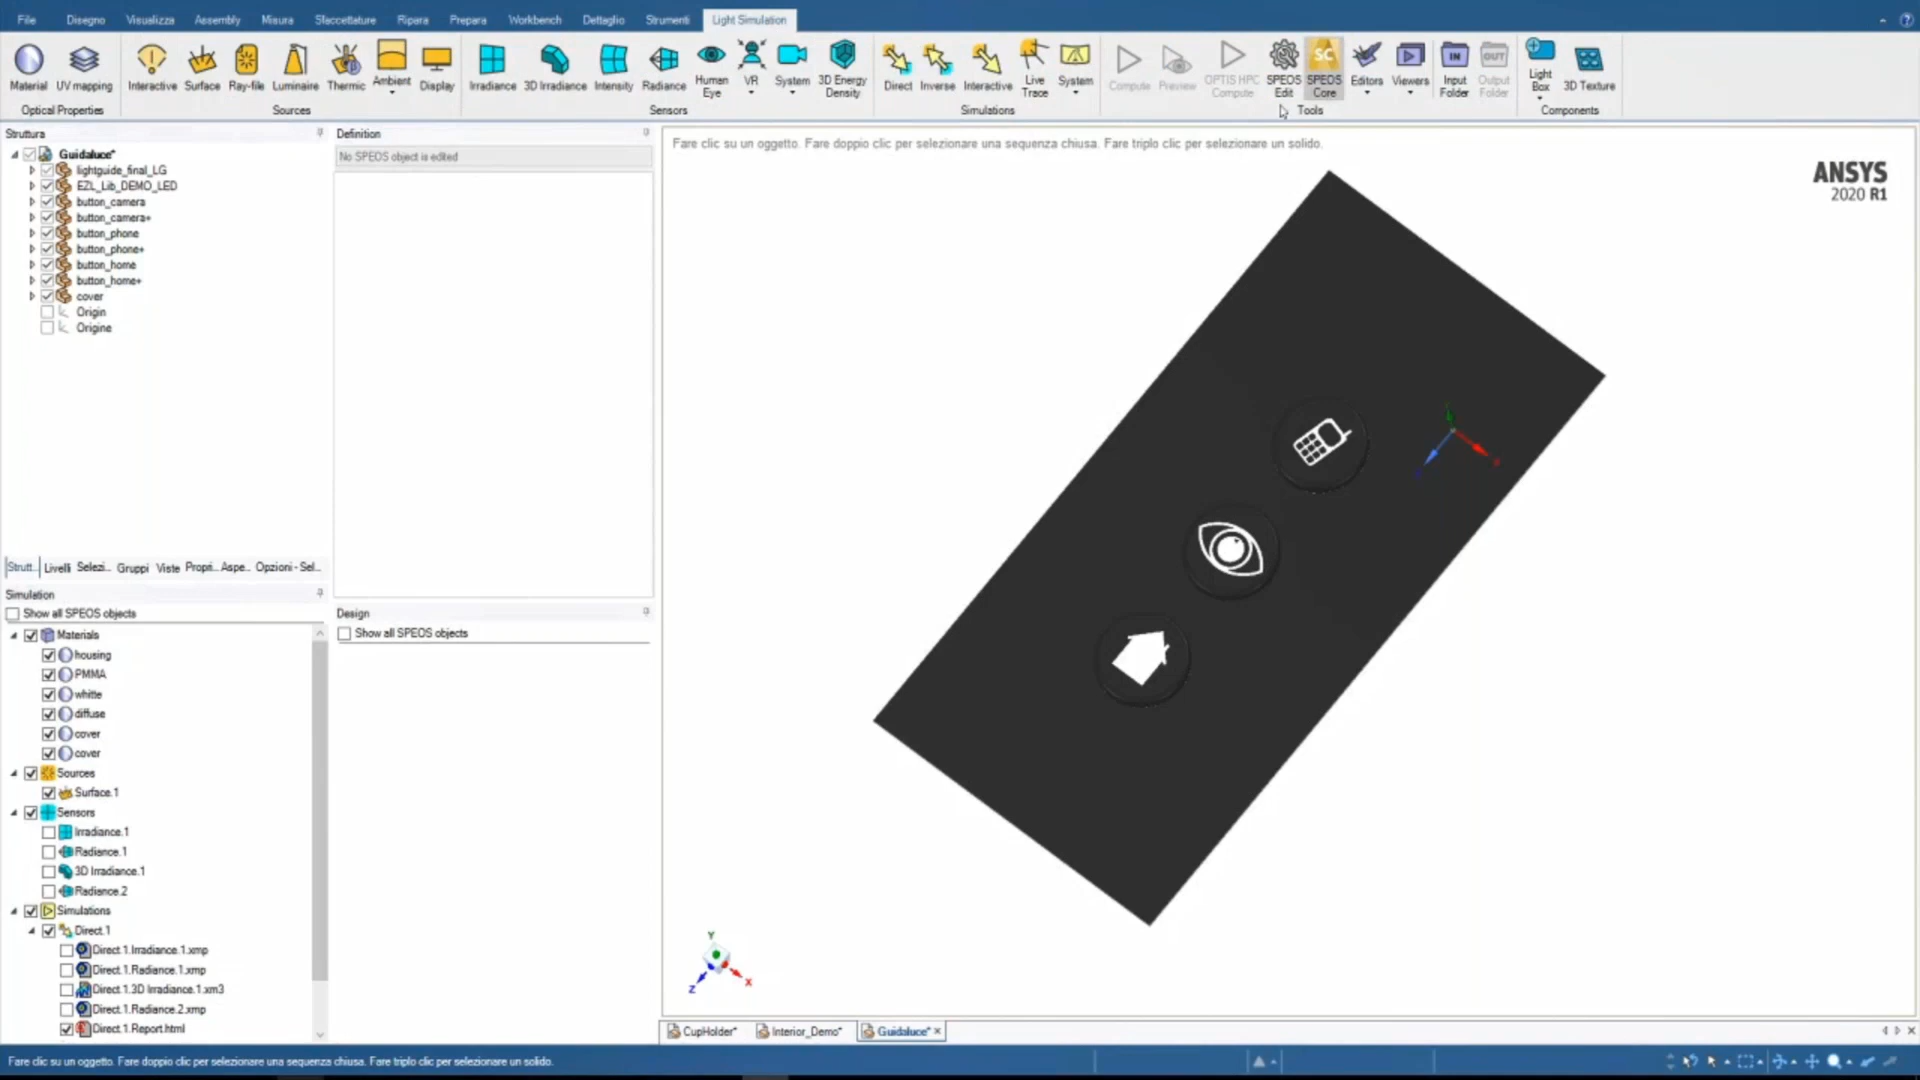 File Disegno Visualizza Assembly Misura Sfaccettature Ripara Prepara Workbench Dettaglio Strumenti Light Simulation
Material UV mapping Interactive Surface Ray-file Luminaire Thermic Ambient Display Irradiance 3D Irradiance Intensity Radiance Human Eye VR System 3D Energy Density Direct Inverse Interactive Live Trace System Compute Preview OPTIS HPC Compute SPEOS Edit SC SPEOS Core Editors Viewers IN Input Folder OUT Output Folder Light Box 3D Texture
Optical Properties Sources Sensors Simulations Tools Components
Struttura
Guidaluce*
lightguide_final_LG
EZL_Lib_DEMO_LED
button_camera
button_camera+
button_phone
button_phone+
button_home
button_home+
cover
Origin
Origine
Strutt... Livelli Selezi... Gruppi Viste Propri... Aspe... Opzioni - Sel...
Simulation
Show all SPEOS objects
Materials
housing
PMMA
whitte
diffuse
cover
cover
Sources
Surface.1
Sensors
Irradiance.1
Radiance.1
3D Irradiance.1
Radiance.2
Simulations
Direct.1
Direct.1.Irradiance.1.xmp
Direct.1.Radiance.1.xmp
Direct.1.3D Irradiance.1.xm3
Direct.1.Radiance.2.xmp
Direct.1.Report.html
Definition
No SPEOS object is edited
Design
Show all SPEOS objects
Fare clic su un oggetto. Fare doppio clic per selezionare una sequenza chiusa. Fare triplo clic per selezionare un solido.
ANSYS
2020 R1
Y
X
Z
CupHolder* Interior_Demo* Guidaluce*
Fare clic su un oggetto. Fare doppio clic per selezionare una sequenza chiusa. Fare triplo clic per selezionare un solido.